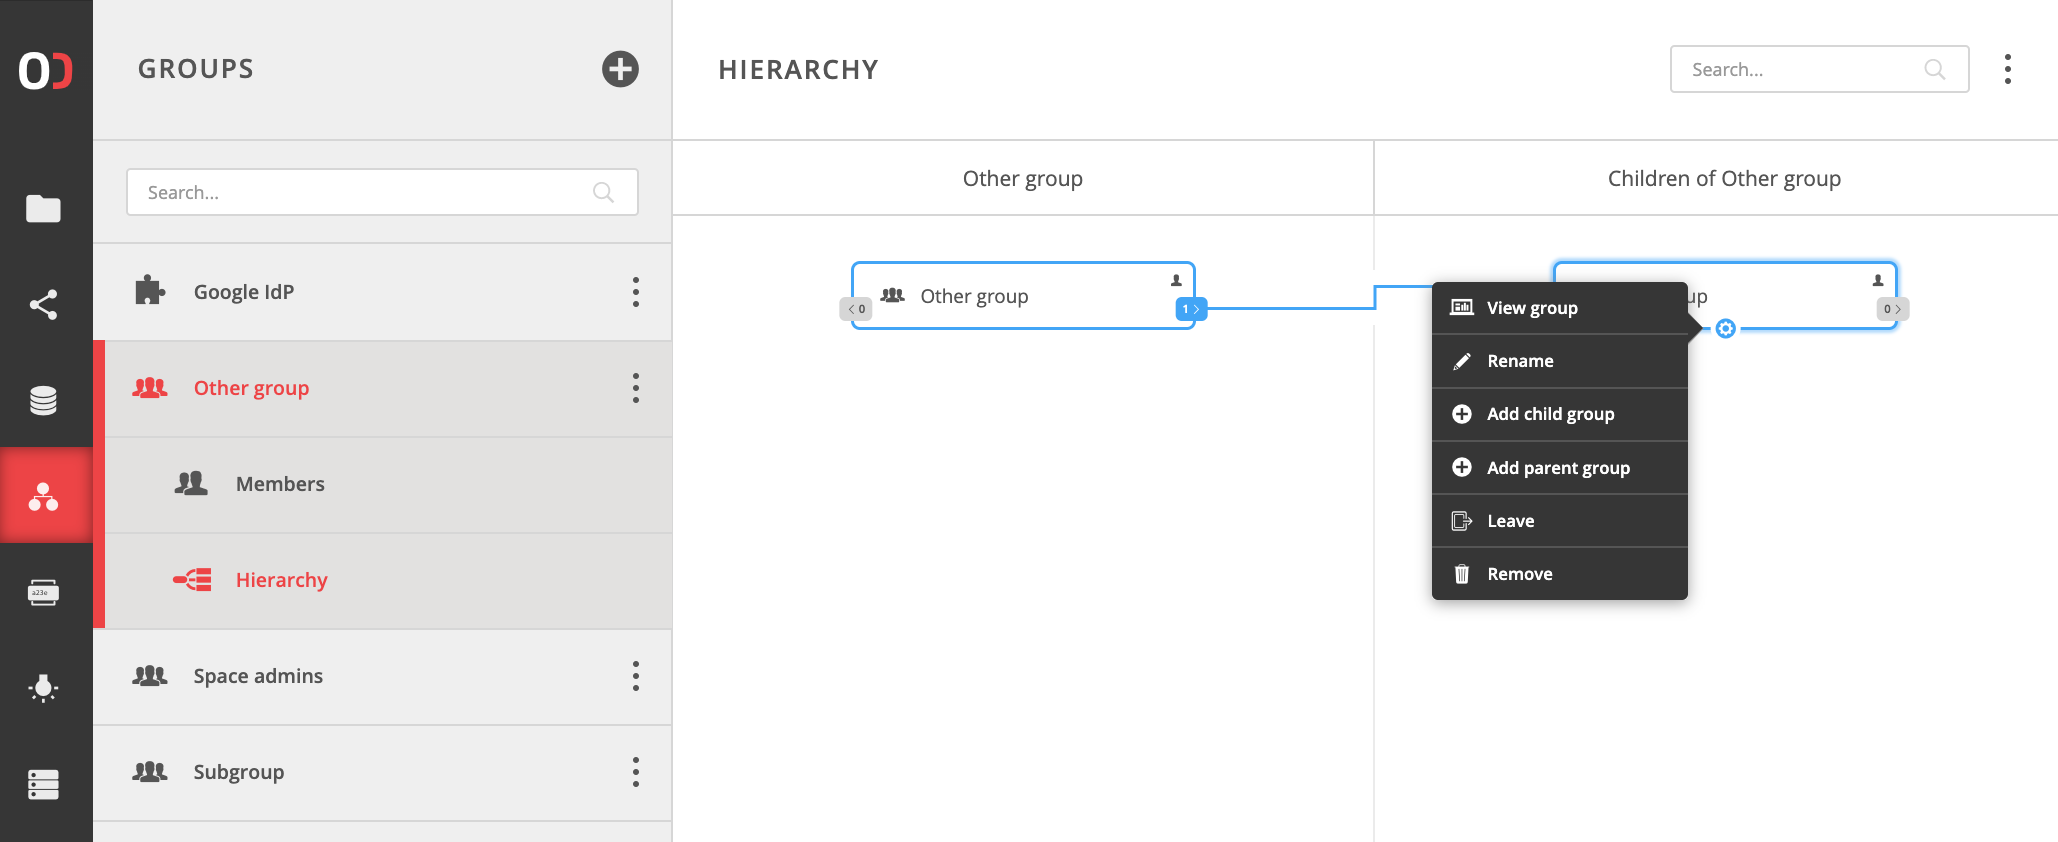 GROUPS
HIERARCHY
Search...
Search...
Other group
Children of Other group
Google IdP
Other group
Members
Hierarchy
Space admins
Subgroup
a23e
Other group
0
1
0
View group
Rename
Add child group
Add parent group
Leave
Remove